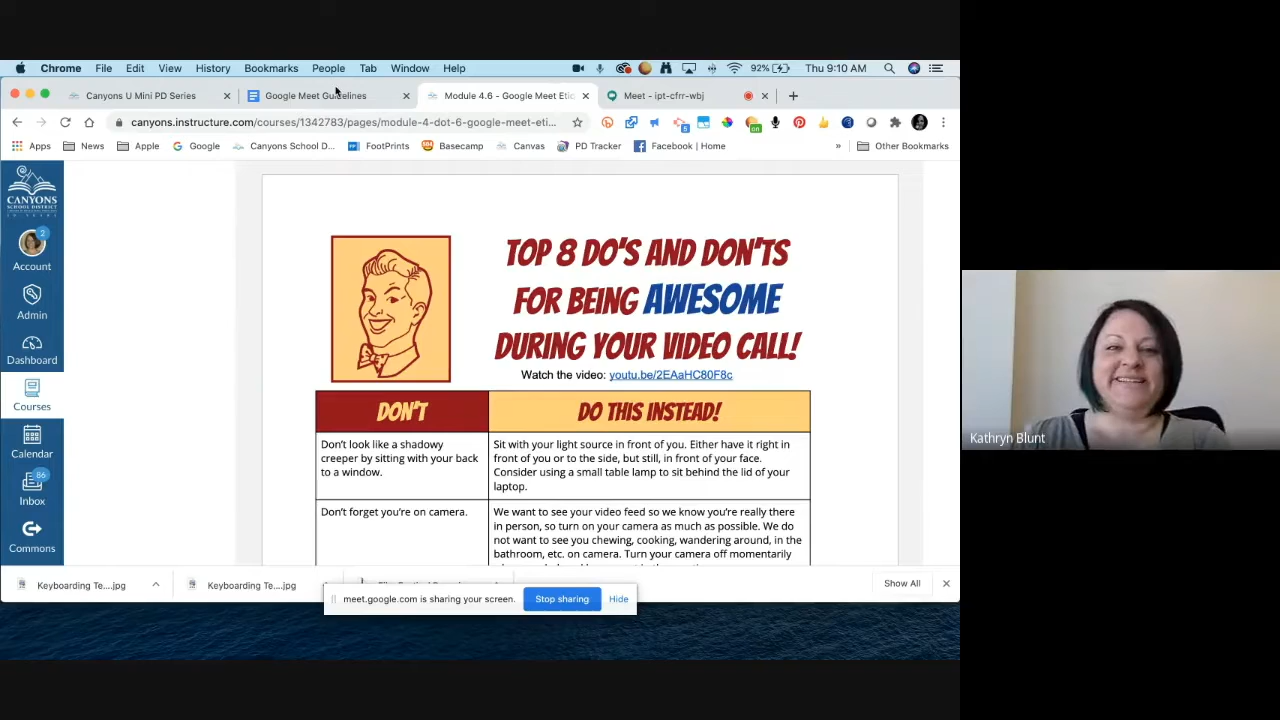 Chrome File Edit View History Bookmarks People Tab Window Help 92% Thu 9:10 AM
Canyons U Mini PD Series Google Meet Guidelines Module 4.6 - Google Meet Etic Meet - ipt-cfrr-wbj
canyons.instructure.com/courses/1342783/pages/module-4-dot-6-google-meet-eti...
Apps News Apple Google Canyons School D... FootPrints Basecamp Canvas PD Tracker Facebook | Home » Other Bookmarks
CANYONS
SCHOOL DISTRICT
2
Account
Admin
Dashboard
Courses
Calendar
86
Inbox
Commons
TOP 8 DO'S AND DON'TS
FOR BEING AWESOME
DURING YOUR VIDEO CALL!
Watch the video: youtu.be/2EAaHC80F8c
DON'T
DO THIS INSTEAD!
Don't look like a shadowy
creeper by sitting with your back
to a window.
Sit with your light source in front of you. Either have it right in
front of you or to the side, but still, in front of your face.
Consider using a small table lamp to sit behind the lid of your
laptop.
Don't forget you're on camera.
We want to see your video feed so we know you're really there
in person, so turn on your camera as much as possible. We do
not want to see you chewing, cooking, wandering around, in the
bathroom, etc. on camera. Turn your camera off momentarily
Keyboarding Te....jpg Keyboarding Te....jpg Show All
meet.google.com is sharing your screen. Stop sharing Hide
Kathryn Blunt